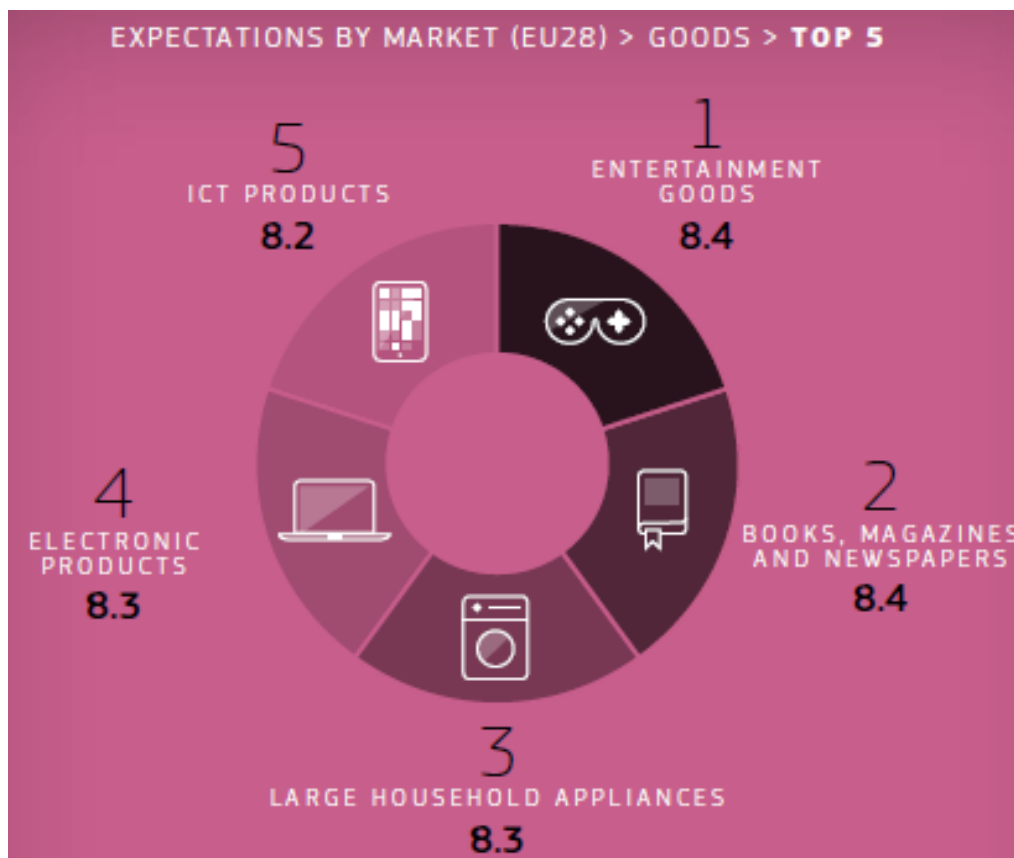 EXPECTATIONS BY MARKET (EU28) > GOODS > TOP 5
1
ENTERTAINMENT
GOODS
8.4
2
BOOKS, MAGAZINES
AND NEWSPAPERS
8.4
3
LARGE HOUSEHOLD APPLIANCES
8.3
4
ELECTRONIC
PRODUCTS
8.3
5
ICT PRODUCTS
8.2